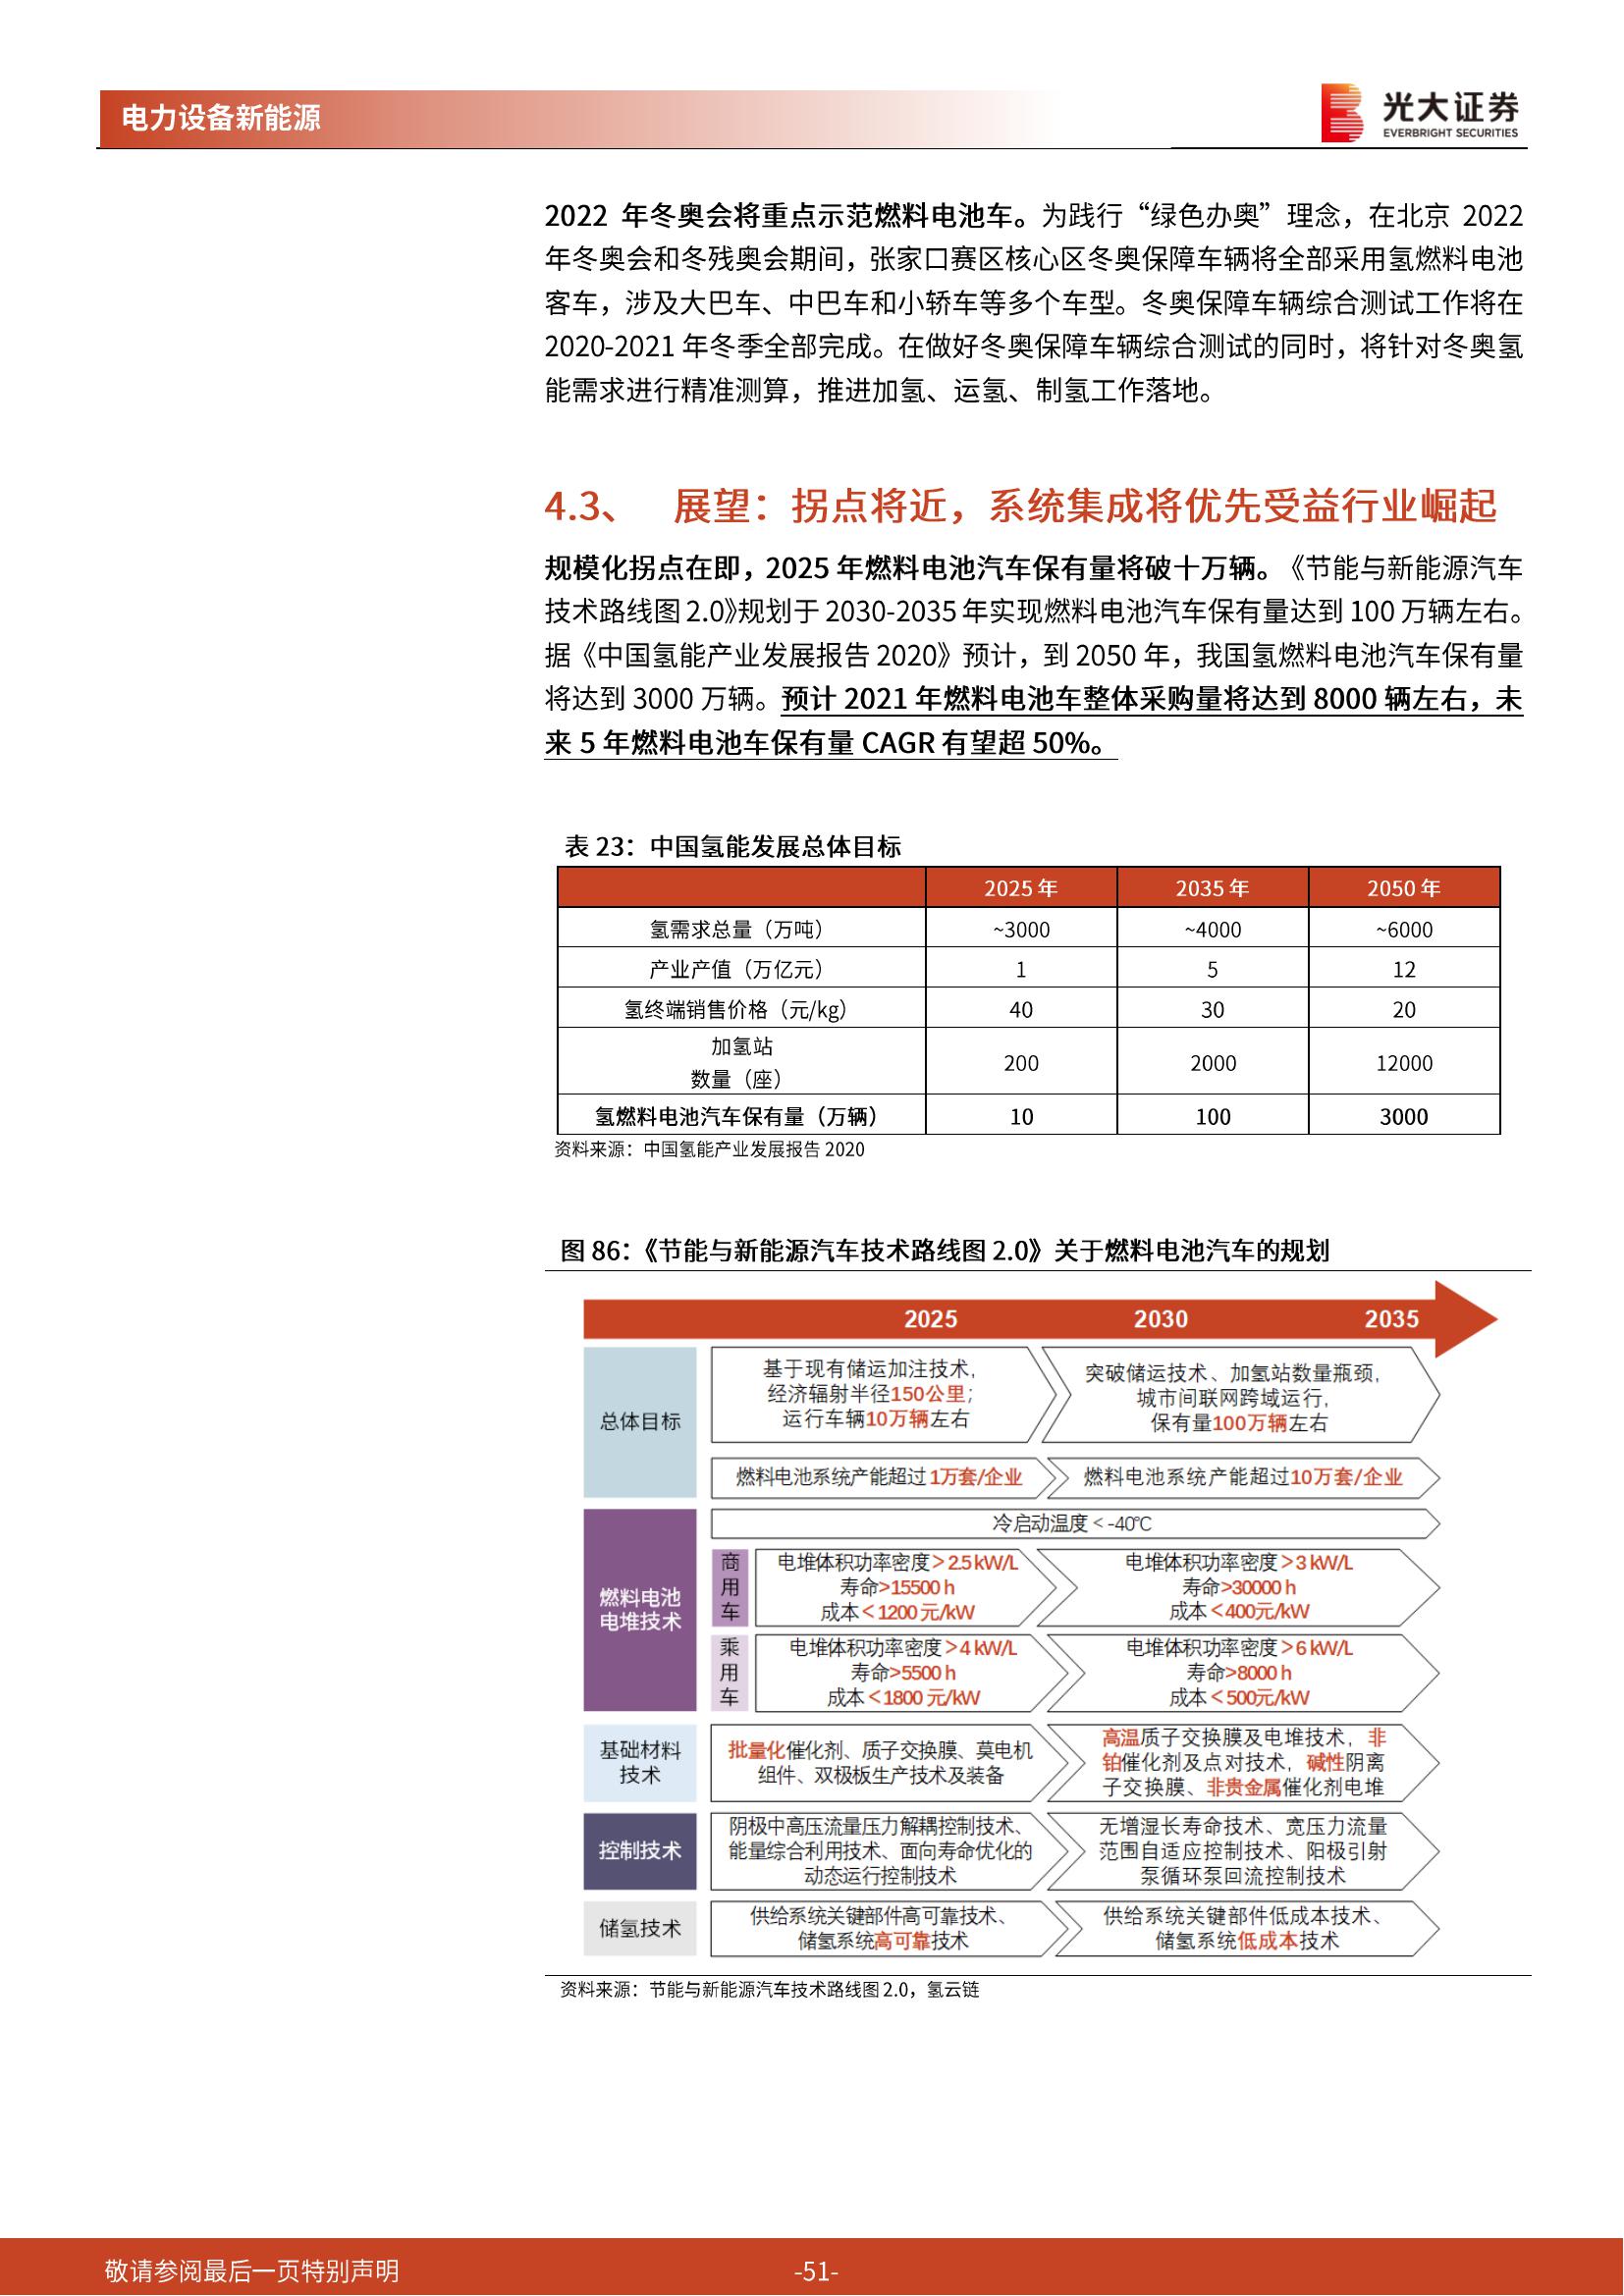 电力设备新能源
光大证券
EVERBRIGHT SECURITIES
2022 年冬奥会将重点示范燃料电池车。为践行“绿色办奥”理念，在北京 2022
年冬奥会和冬残奥会期间，张家口赛区核心区冬奥保障车辆将全部采用氢燃料电池
客车，涉及大巴车、中巴车和小轿车等多个车型。冬奥保障车辆综合测试工作将在
2020-2021 年冬季全部完成。在做好冬奥保障车辆综合测试的同时，将针对冬奥氢
能需求进行精准测算，推进加氢、运氢、制氢工作落地。
4.3、 展望：拐点将近，系统集成将优先受益行业崛起
规模化拐点在即，2025 年燃料电池汽车保有量将破十万辆。《节能与新能源汽车
技术路线图 2.0》规划于 2030-2035 年实现燃料电池汽车保有量达到 100 万辆左右。
据《中国氢能产业发展报告 2020》预计，到 2050 年，我国氢燃料电池汽车保有量
将达到 3000 万辆。预计 2021 年燃料电池车整体采购量将达到 8000 辆左右，未
来 5 年燃料电池车保有量 CAGR 有望超 50%。
表 23：中国氢能发展总体目标
2025 年 2035 年 2050 年
氢需求总量（万吨） ~3000 ~4000 ~6000
产业产值（万亿元） 1 5 12
氢终端销售价格（元/kg） 40 30 20
加氢站
数量（座） 200 2000 12000
氢燃料电池汽车保有量（万辆） 10 100 3000
资料来源：中国氢能产业发展报告 2020
图 86：《节能与新能源汽车技术路线图 2.0》关于燃料电池汽车的规划
2025 2030 2035
总体目标
基于现有储运加注技术，
经济辐射半径150公里；
运行车辆10万辆左右
突破储运技术、加氢站数量瓶颈，
城市间联网跨域运行，
保有量100万辆左右
燃料电池系统产能超过1万套/企业
燃料电池系统产能超过10万套/企业
燃料电池
电堆技术
冷启动温度 < -40℃
商
用
车
电堆体积功率密度 > 2.5 kW/L
寿命>15500 h
成本 < 1200 元/kW
电堆体积功率密度 > 3 kW/L
寿命>30000 h
成本 < 400元/kW
乘
用
车
电堆体积功率密度 > 4 kW/L
寿命>5500 h
成本 < 1800 元/kW
电堆体积功率密度 > 6 kW/L
寿命>8000 h
成本 < 500元/kW
基础材料
技术
批量化催化剂、质子交换膜、莫电机
组件、双极板生产技术及装备
高温质子交换膜及电堆技术，非
铂催化剂及点对技术，碱性阴离
子交换膜、非贵金属催化剂电堆
控制技术
阴极中高压流量压力解耦控制技术、
能量综合利用技术、面向寿命优化的
动态运行控制技术
无增湿长寿命技术、宽压力流量
范围自适应控制技术、阳极引射
泵循环泵回流控制技术
储氢技术
供给系统关键部件高可靠技术、
储氢系统高可靠技术
供给系统关键部件低成本技术、
储氢系统低成本技术
资料来源：节能与新能源汽车技术路线图 2.0，氢云链
敬请参阅最后一页特别声明
-51-